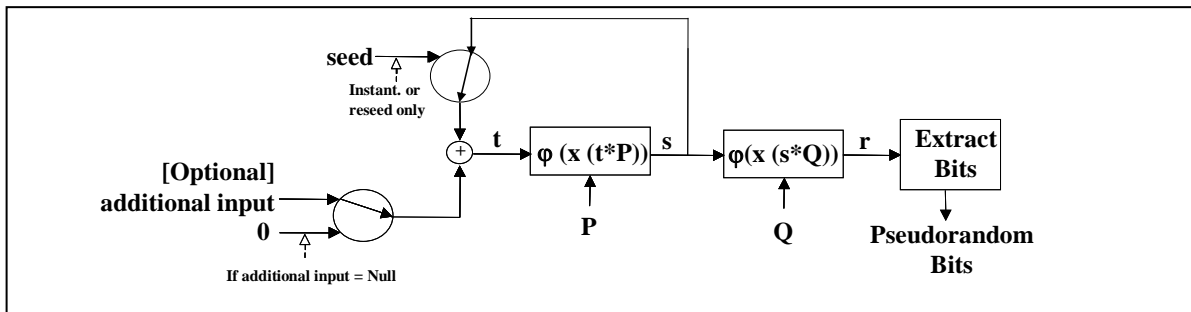 seed
Instant. or
reseed only
+
t
φ (x (t*P))
s
φ(x (s*Q))
r
Extract
Bits
[Optional]
additional input
0
If additional input = Null
P
Q
Pseudorandom
Bits